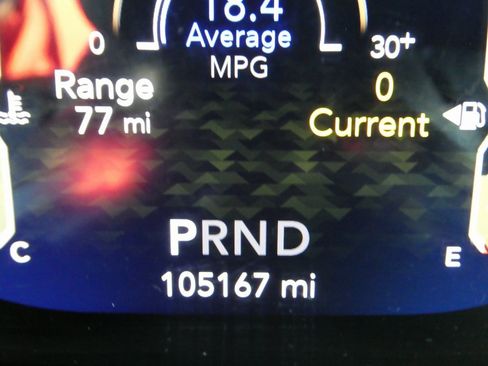 18.4
0 Average 30+
MPG
Range 0
77 mi Current
PRND
C E
105167 mi